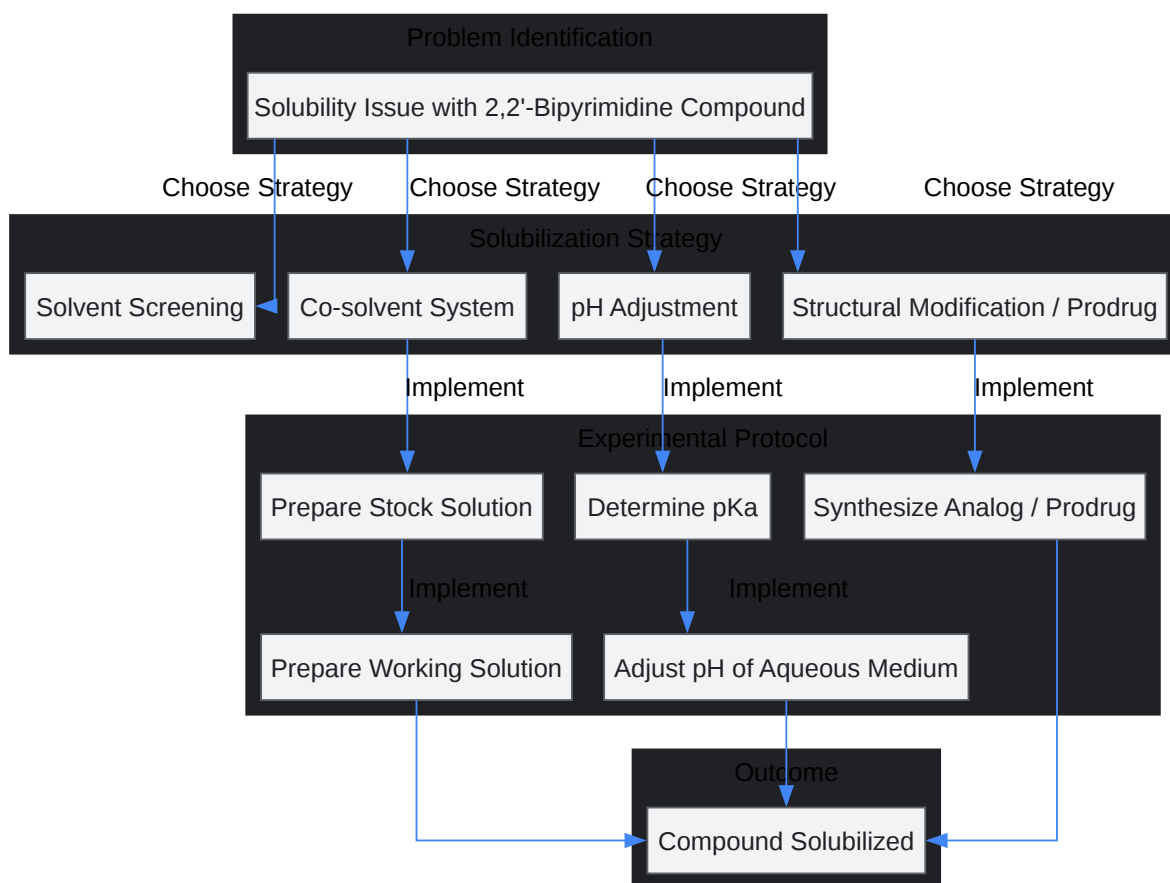 Problem Identification
Solubility Issue with 2,2'-Bipyrimidine Compound
Choose Strategy
Choose Strategy
Choose Strategy
Choose Strategy
Solubilization Strategy
Solvent Screening
Co-solvent System
pH Adjustment
Structural Modification / Prodrug
Implement
Implement
Implement
Experimental Protocol
Prepare Stock Solution
Determine pKa
Synthesize Analog / Prodrug
Implement
Implement
Prepare Working Solution
Adjust pH of Aqueous Medium
Outcome
Compound Solubilized